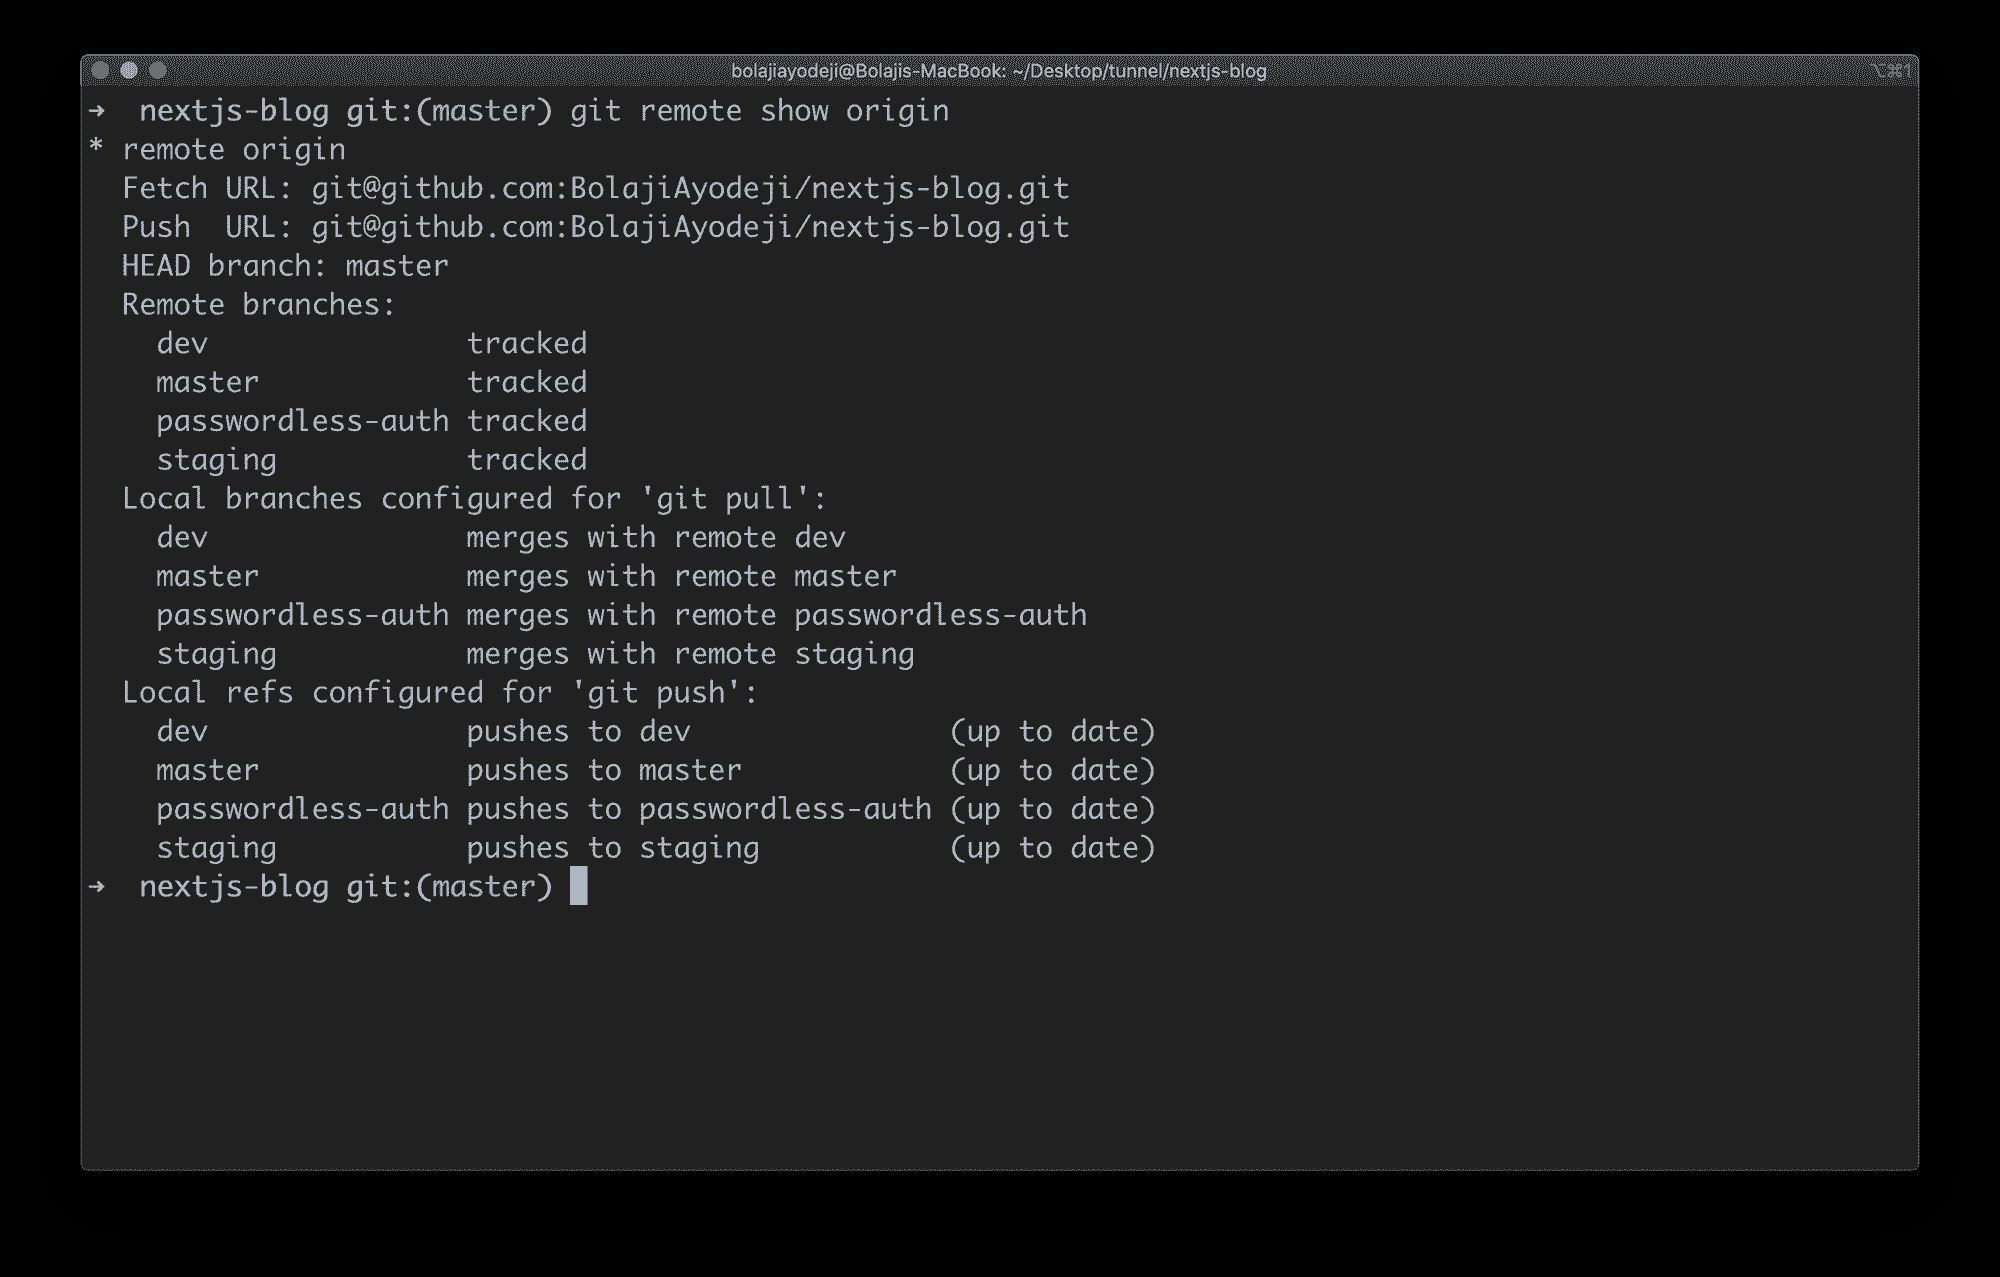 bolajiayodeji@Bolajis-MacBook: ~/Desktop/tunnel/nextjs-blog ⌥⌘1
➜  nextjs-blog git:(master) git remote show origin
* remote origin
  Fetch URL: git@github.com:BolajiAyodeji/nextjs-blog.git
  Push  URL: git@github.com:BolajiAyodeji/nextjs-blog.git
  HEAD branch: master
  Remote branches:
    dev               tracked
    master            tracked
    passwordless-auth tracked
    staging           tracked
  Local branches configured for 'git pull':
    dev               merges with remote dev
    master            merges with remote master
    passwordless-auth merges with remote passwordless-auth
    staging           merges with remote staging
  Local refs configured for 'git push':
    dev               pushes to dev               (up to date)
    master            pushes to master            (up to date)
    passwordless-auth pushes to passwordless-auth (up to date)
    staging           pushes to staging           (up to date)
➜  nextjs-blog git:(master)